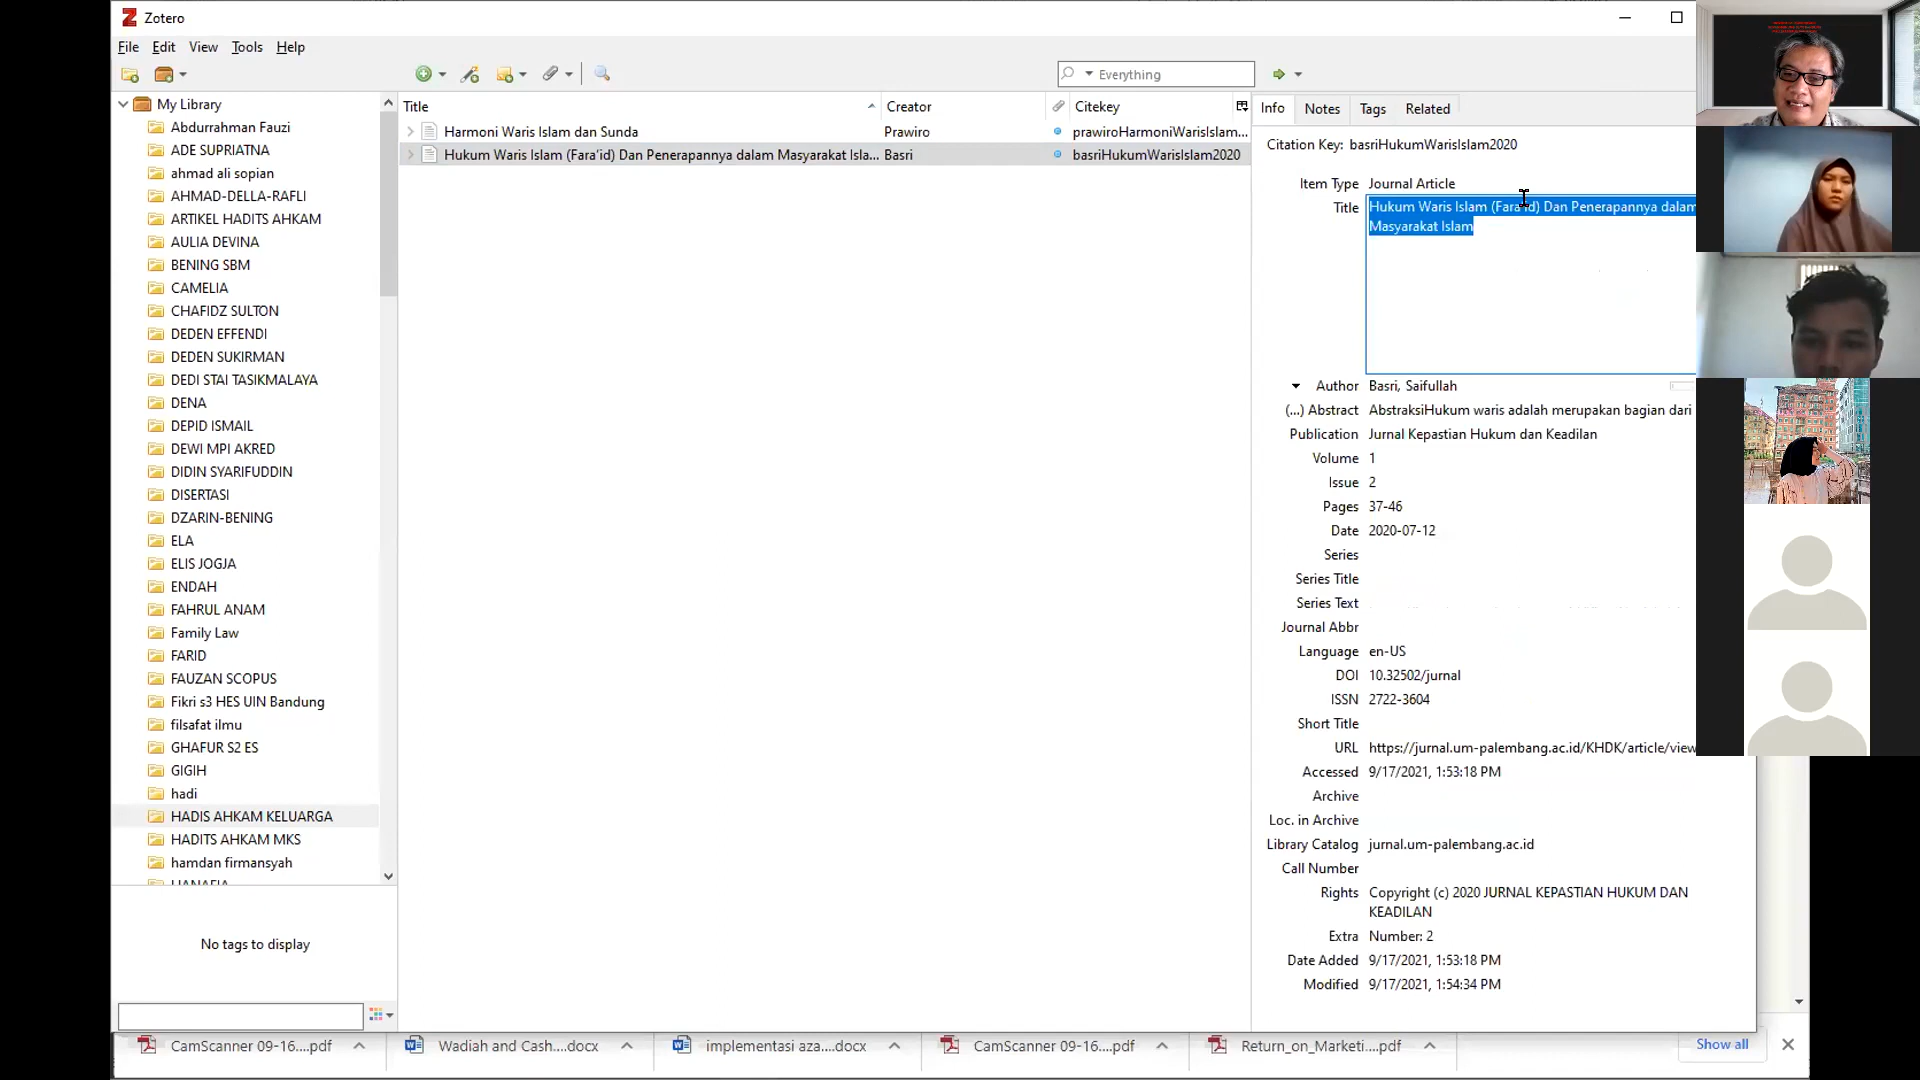 Zotero
File Edit View Tools Help
Everything
My Library
Abdurrahman Fauzi
ADE SUPRIATNA
ahmad ali sopian
AHMAD-DELLA-RAFLI
ARTIKEL HADITS AHKAM
AULIA DEVINA
BENING SBM
CAMELIA
CHAFIDZ SULTON
DEDEN EFFENDI
DEDEN SUKIRMAN
DEDI STAI TASIKMALAYA
DENA
DEPID ISMAIL
DEWI MPI AKRED
DIDIN SYARIFUDDIN
DISERTASI
DZARIN-BENING
ELA
ELIS JOGJA
ENDAH
FAHRUL ANAM
Family Law
FARID
FAUZAN SCOPUS
Fikri s3 HES UIN Bandung
filsafat ilmu
GHAFUR S2 ES
GIGIH
hadi
HADIS AHKAM KELUARGA
HADITS AHKAM MKS
hamdan firmansyah
HANAFIA
No tags to display
Title Creator Citekey
Harmoni Waris Islam dan Sunda Prawiro prawiroHarmoniWarisIslam...
Hukum Waris Islam (Fara'id) Dan Penerapannya dalam Masyarakat Isla... Basri basriHukumWarisIslam2020
Info Notes Tags Related
Citation Key: basriHukumWarisIslam2020
Item Type Journal Article
Title Hukum Waris Islam (Fara'id) Dan Penerapannya dalam
Masyarakat Islam
Author Basri, Saifullah
(...) Abstract AbstraksiHukum waris adalah merupakan bagian dari
Publication Jurnal Kepastian Hukum dan Keadilan
Volume 1
Issue 2
Pages 37-46
Date 2020-07-12
Series
Series Title
Series Text
Journal Abbr
Language en-US
DOI 10.32502/jurnal
ISSN 2722-3604
Short Title
URL https://jurnal.um-palembang.ac.id/KHDK/article/view
Accessed 9/17/2021, 1:53:18 PM
Archive
Loc. in Archive
Library Catalog jurnal.um-palembang.ac.id
Call Number
Rights Copyright (c) 2020 JURNAL KEPASTIAN HUKUM DAN
KEADILAN
Extra Number: 2
Date Added 9/17/2021, 1:53:18 PM
Modified 9/17/2021, 1:54:34 PM
CamScanner 09-16....pdf Wadiah and Cash....docx implementasi aza....docx CamScanner 09-16....pdf Return_on_Marketi....pdf Show all